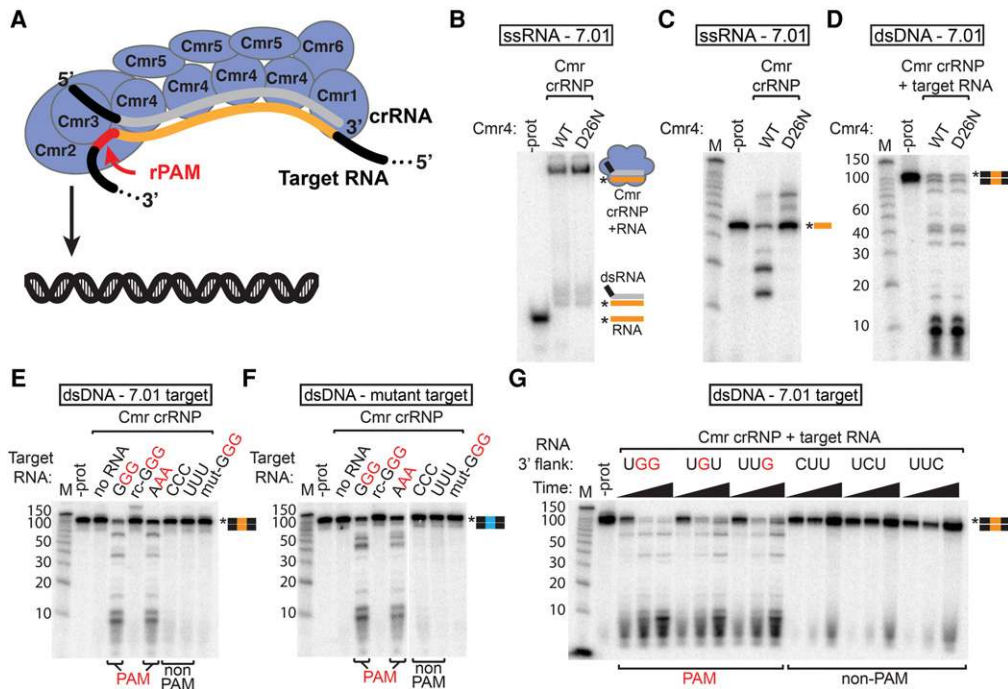 A
Cmr5
Cmr5
Cmr5
Cmr6
5'
Cmr4
Cmr4
Cmr4
Cmr4
Cmr1
Cmr3
3'
crRNA
Cmr2
rPAM
5'
3'
Target RNA
B
ssRNA - 7.01
Cmr
crRNP
Cmr4:
-prot
WT
D26N
*
Cmr
crRNP
+RNA
dsRNA
*
*
RNA
C
ssRNA - 7.01
Cmr
crRNP
M
-prot
WT
D26N
*
D
dsDNA - 7.01
Cmr crRNP
+ target RNA
Cmr4:
M
-prot
WT
D26N
150
100
60
40
30
20
10
*
E
dsDNA - 7.01 target
Cmr crRNP
Target
RNA:
M
-prot
no RNA
GGG
rc-GGG
AAA
CCC
UUU
mut-GGG
150
100
50
30
20
10
*
PAM
non
PAM
F
dsDNA - mutant target
Cmr crRNP
Target
RNA:
M
-prot
no RNA
GGG
rc-GGG
AAA
CCC
UUU
mut-GGG
150
100
50
30
20
10
*
PAM
non
PAM
G
dsDNA - 7.01 target
Cmr crRNP + target RNA
RNA
3' flank:
UGG UGU UUG CUU UCU UUC
Time:
M
-prot
150
100
50
30
20
10
*
PAM
non-PAM